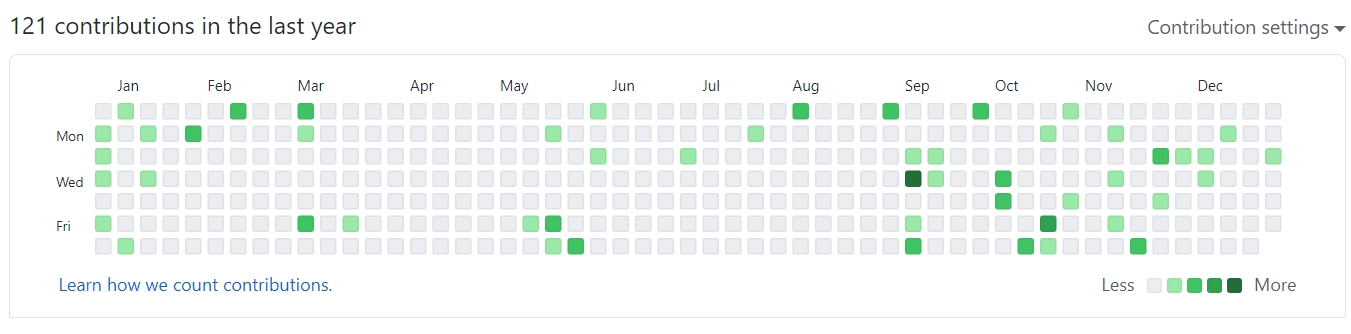 121 contributions in the last year
Contribution settings
Jan Feb Mar Apr May Jun Jul Aug Sep Oct Nov Dec
Mon
Wed
Fri
Learn how we count contributions.
Less More